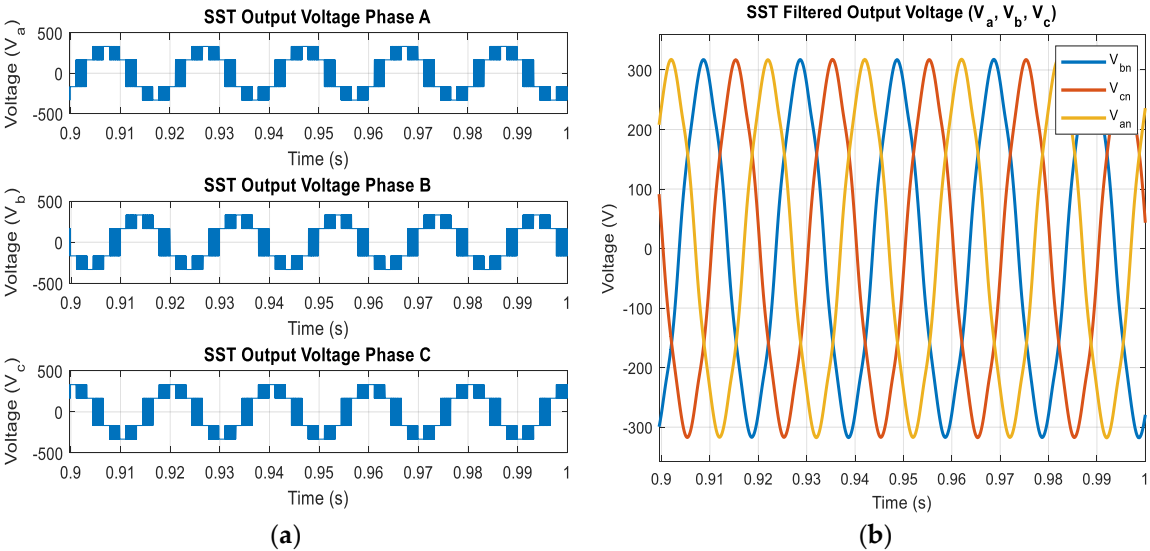 SST Output Voltage Phase A
Voltage (Va)
500
0
-500
0.9 0.91 0.92 0.93 0.94 0.95 0.96 0.97 0.98 0.99 1
Time (s)
SST Output Voltage Phase B
Voltage (Vb)
500
0
-500
0.9 0.91 0.92 0.93 0.94 0.95 0.96 0.97 0.98 0.99 1
Time (s)
SST Output Voltage Phase C
Voltage (Vc)
500
0
-500
0.9 0.91 0.92 0.93 0.94 0.95 0.96 0.97 0.98 0.99 1
Time (s)
(a)
SST Filtered Output Voltage (Va, Vb, Vc)
Voltage (V)
300
200
100
0
-100
-200
-300
Vbn
Vcn
Van
0.9 0.91 0.92 0.93 0.94 0.95 0.96 0.97 0.98 0.99 1
Time (s)
(b)